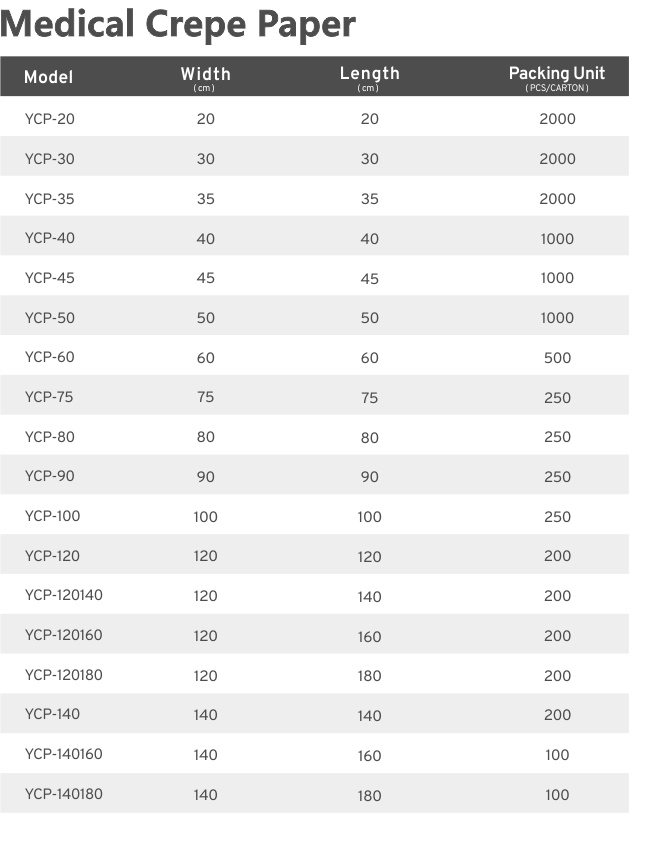 Medical Crepe Paper
Model Width Length Packing Unit
(cm) (cm) (PCS/CARTON)
YCP-20 20 20 2000
YCP-30 30 30 2000
YCP-35 35 35 2000
YCP-40 40 40 1000
YCP-45 45 45 1000
YCP-50 50 50 1000
YCP-60 60 60 500
YCP-75 75 75 250
YCP-80 80 80 250
YCP-90 90 90 250
YCP-100 100 100 250
YCP-120 120 120 200
YCP-120140 120 140 200
YCP-120160 120 160 200
YCP-120180 120 180 200
YCP-140 140 140 200
YCP-140160 140 160 100
YCP-140180 140 180 100